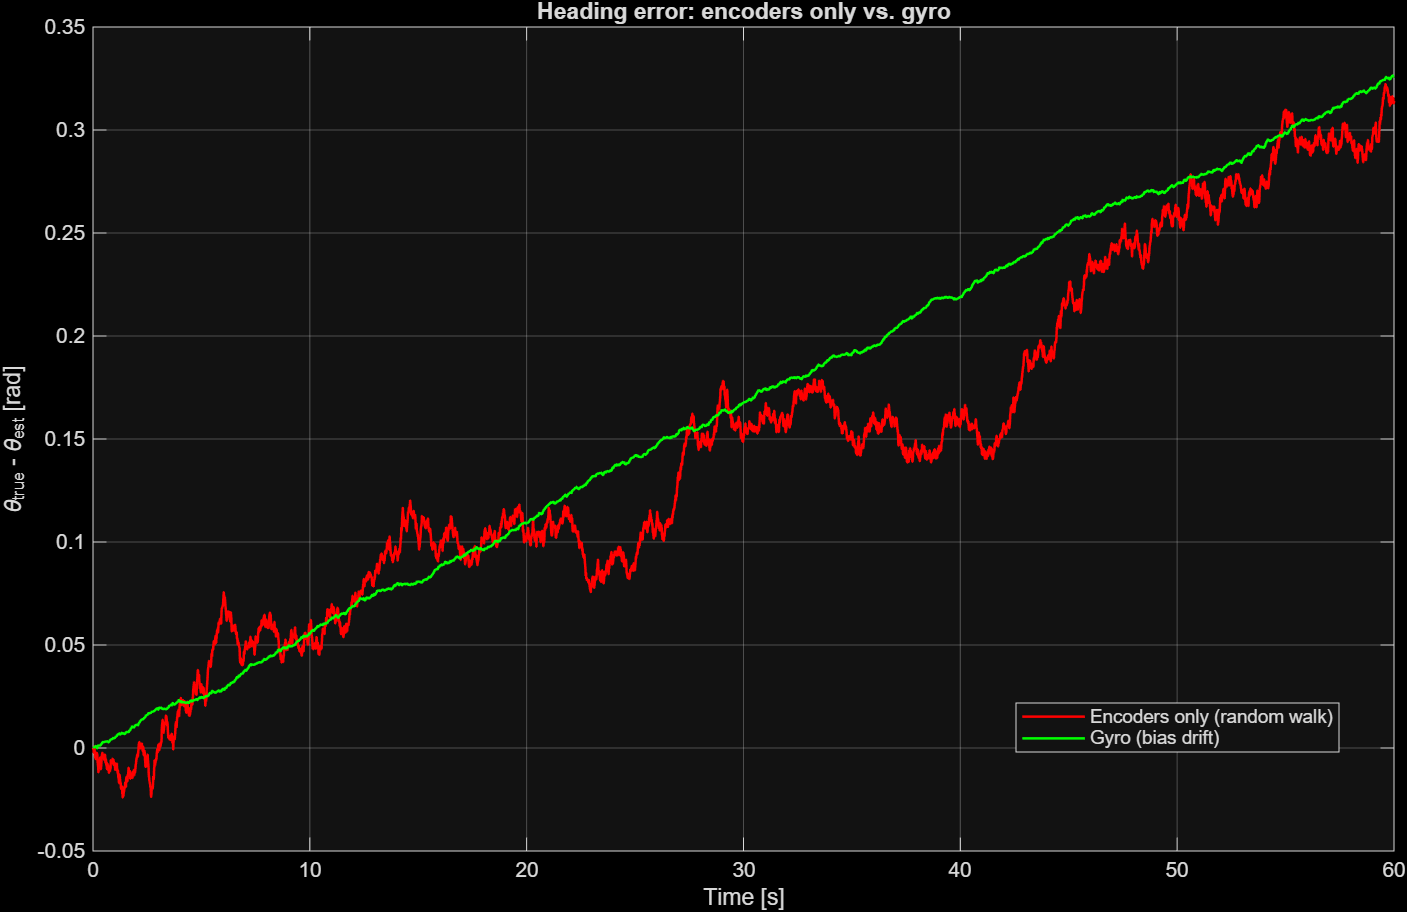 Heading error: encoders only vs. gyro
0.35
0.3
0.25
0.2
0.15
0.1
0.05
0
-0.05
θtrue - θest [rad]
Encoders only (random walk)
Gyro (bias drift)
0 10 20 30 40 50 60
Time [s]